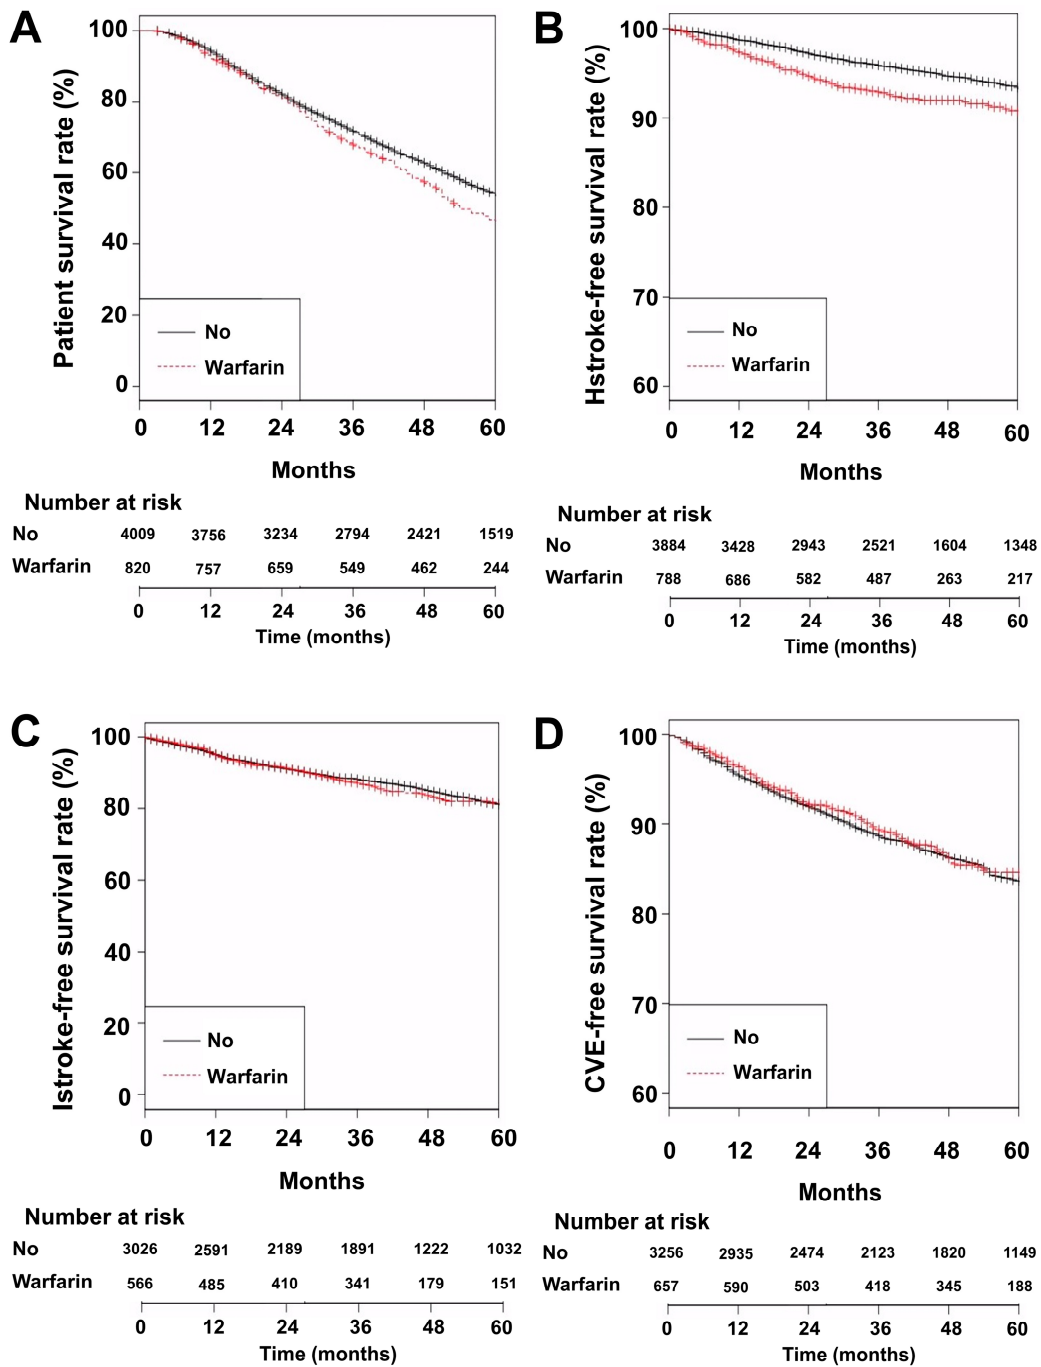 A
100
80
60
40
20
0
Patient survival rate (%)
No
Warfarin
0 12 24 36 48 60
Months
Number at risk
No 4009 3756 3234 2794 2421 1519
Warfarin 820 757 659 549 462 244
0 12 24 36 48 60
Time (months)
B
100
90
80
70
60
Hstroke-free survival rate (%)
No
Warfarin
0 12 24 36 48 60
Months
Number at risk
No 3884 3428 2943 2521 1604 1348
Warfarin 788 686 582 487 263 217
0 12 24 36 48 60
Time (months)
C
100
80
60
40
20
0
Istroke-free survival rate (%)
No
Warfarin
0 12 24 36 48 60
Months
Number at risk
No 3026 2591 2189 1891 1222 1032
Warfarin 566 485 410 341 179 151
0 12 24 36 48 60
Time (months)
D
100
90
80
70
60
CVE-free survival rate (%)
No
Warfarin
0 12 24 36 48 60
Months
Number at risk
No 3256 2935 2474 2123 1820 1149
Warfarin 657 590 503 418 345 188
0 12 24 36 48 60
Time (months)